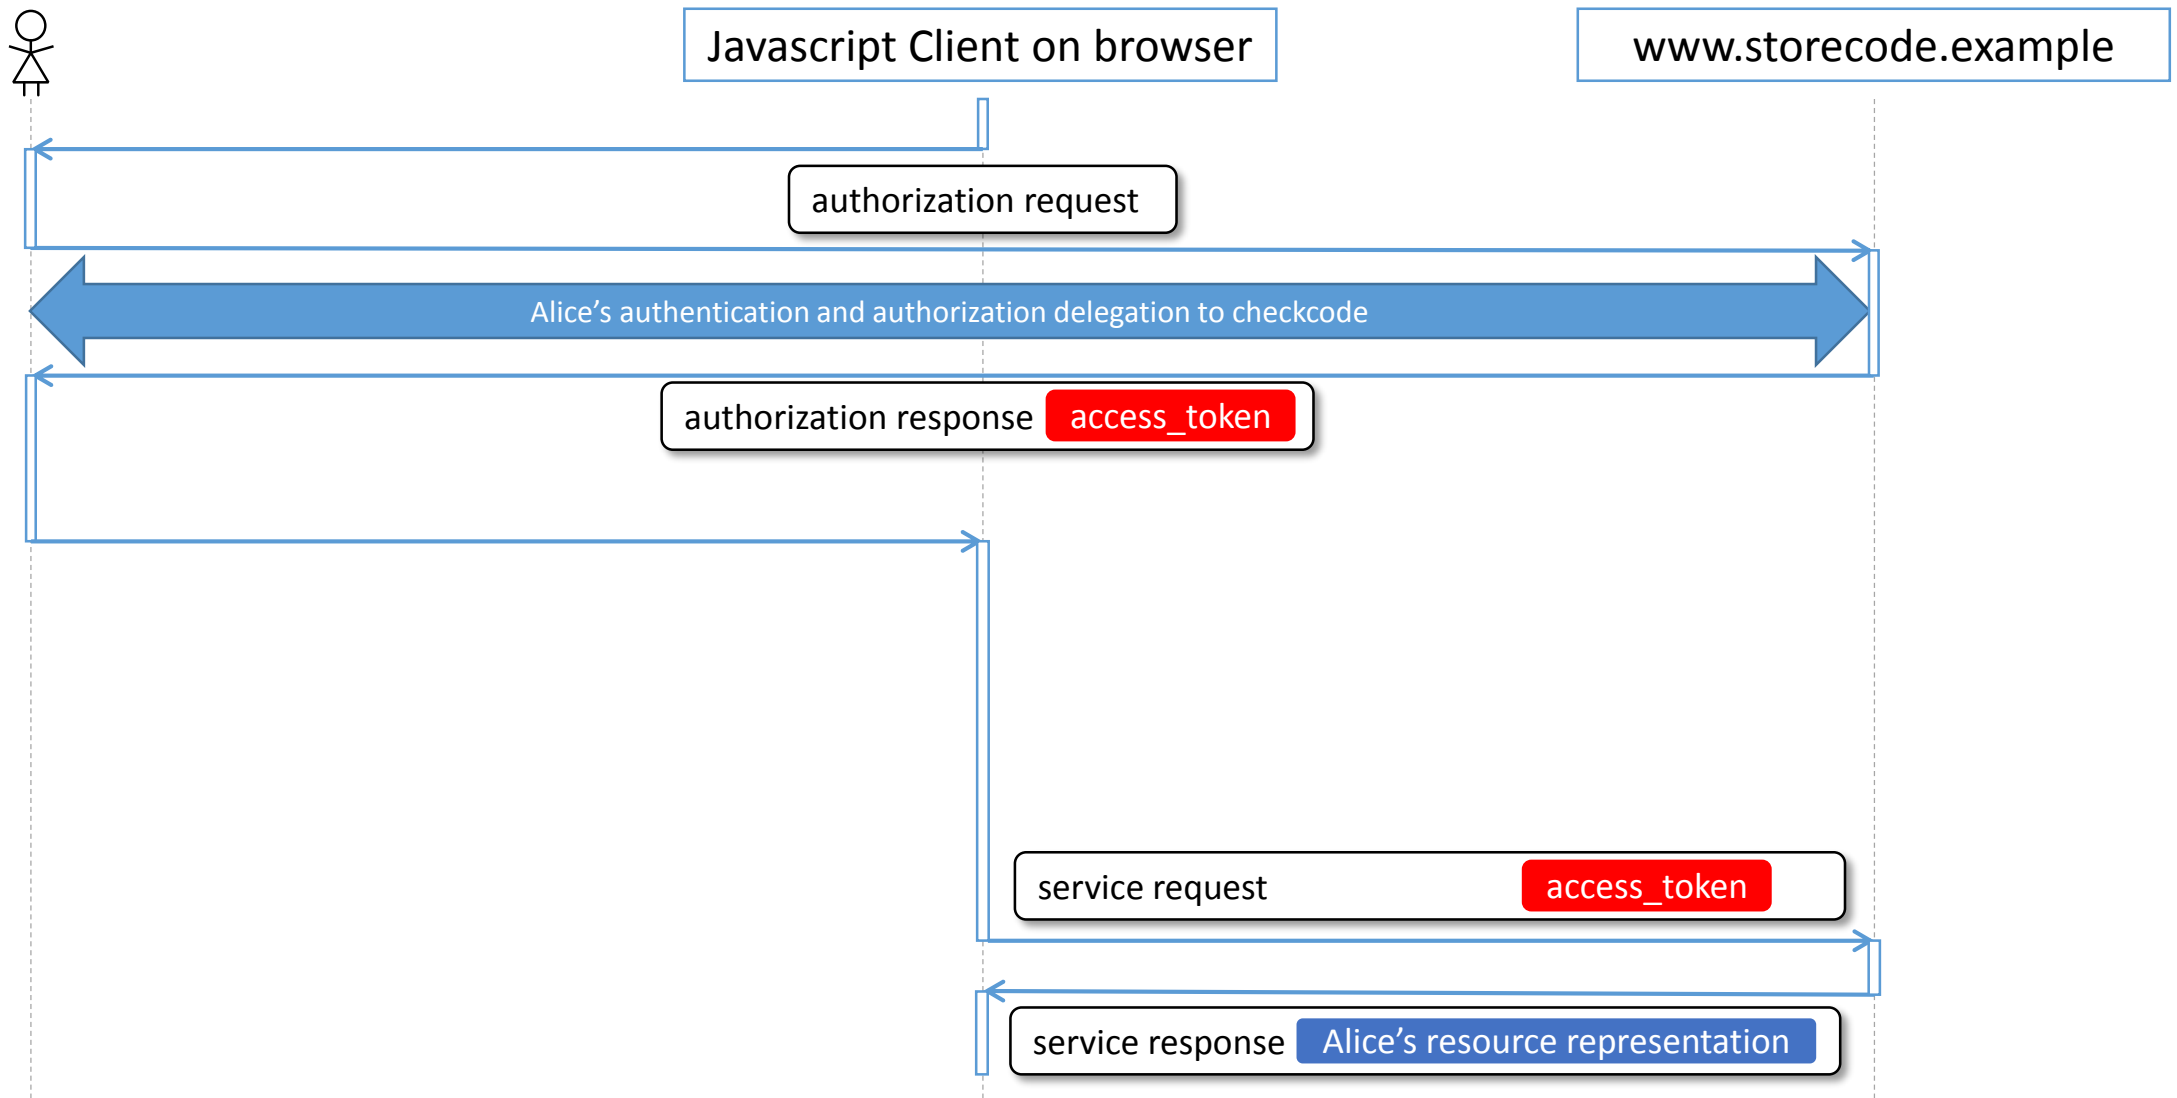 Javascript Client on browser
www.storecode.example
authorization request
Alice’s authentication and authorization delegation to checkcode
authorization response access_token
service request access_token
service response Alice’s resource representation